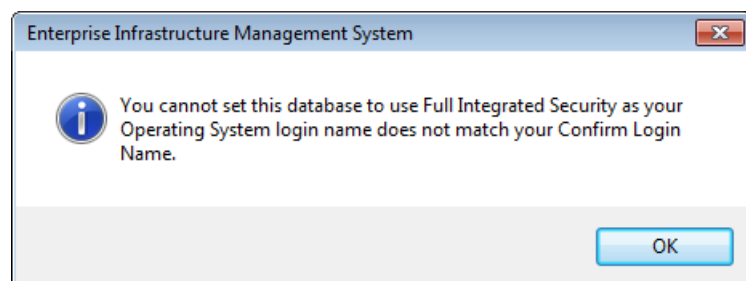 Enterprise Infrastructure Management System
You cannot set this database to use Full Integrated Security as your
Operating System login name does not match your Confirm Login
Name.
OK